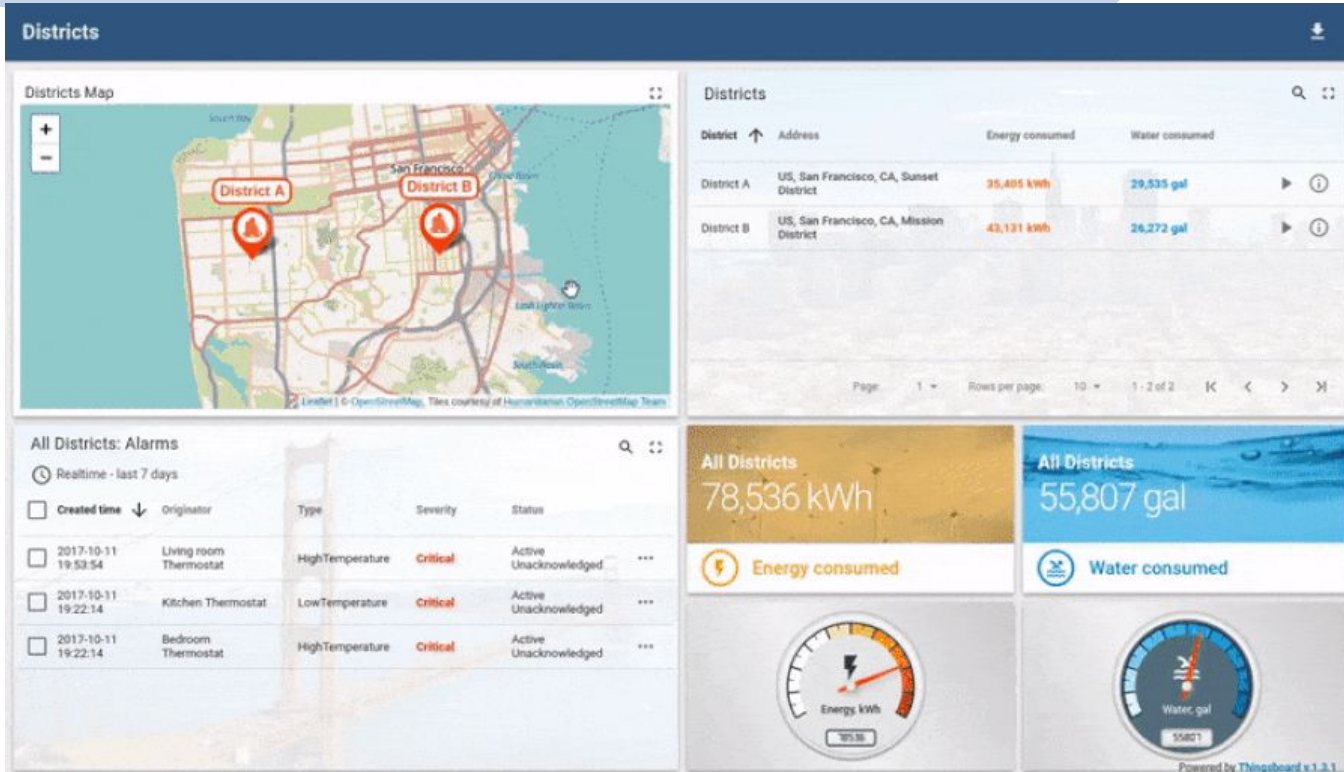 Districts
Districts Map
+
−
San Francisco
District A
District B
South Basin
Leaflet | © OpenStreetMap, Tiles courtesy of Humanitarian OpenStreetMap Team
Districts
District Address Energy consumed Water consumed
District A US, San Francisco, CA, Sunset District 35,405 kWh 29,535 gal
District B US, San Francisco, CA, Mission District 43,131 kWh 26,272 gal
Page: 1 Rows per page: 10 1 - 2 of 2
All Districts: Alarms
Realtime - last 7 days
Created time Originator Type Severity Status
2017-10-11 19:53:54 Living room Thermostat HighTemperature Critical Active Unacknowledged
2017-10-11 19:22:14 Kitchen Thermostat LowTemperature Critical Active Unacknowledged
2017-10-11 19:22:14 Bedroom Thermostat HighTemperature Critical Active Unacknowledged
All Districts
78,536 kWh
Energy consumed
All Districts
55,807 gal
Water consumed
Energy, kWh
78536
Water, gal
55807
Powered by Thingsboard v.1.3.1